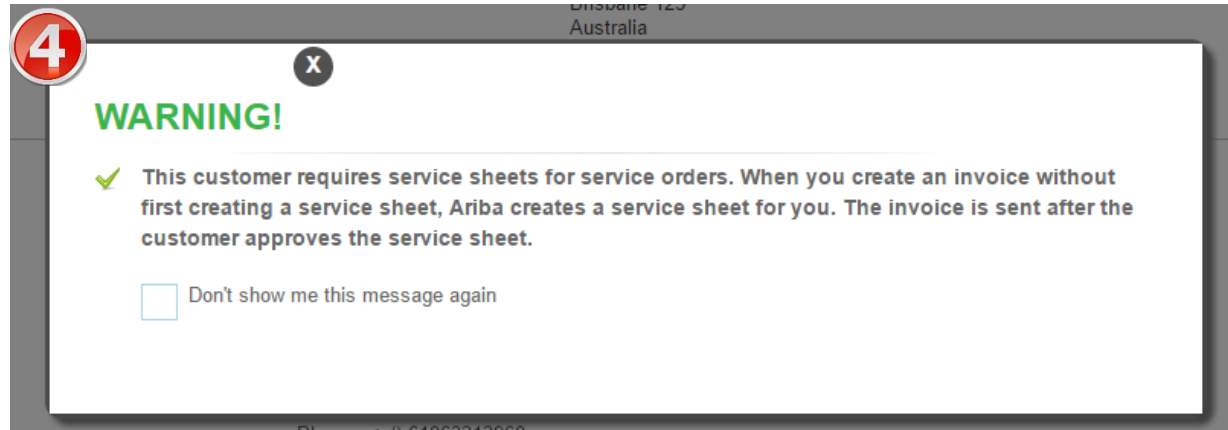 Australia
4
X
WARNING!
This customer requires service sheets for service orders. When you create an invoice without
first creating a service sheet, Ariba creates a service sheet for you. The invoice is sent after the
customer approves the service sheet.
Don't show me this message again